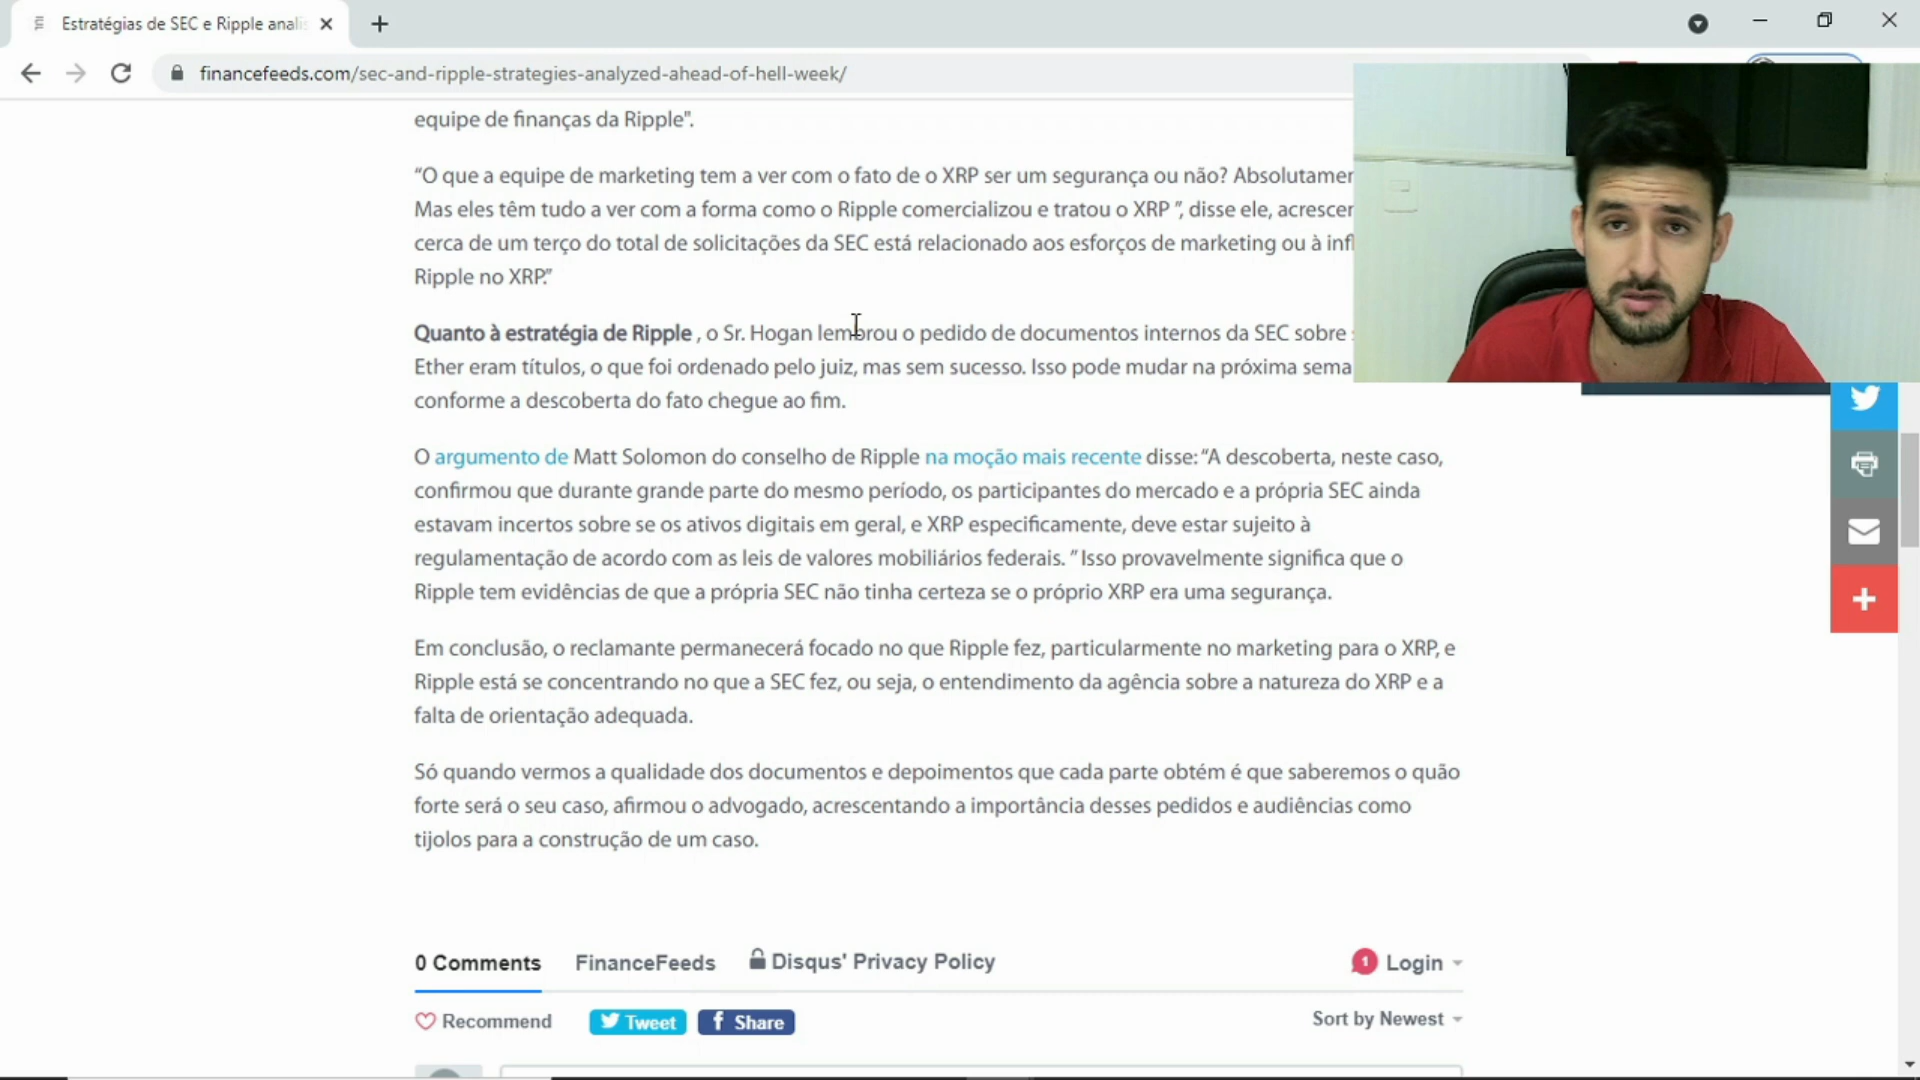 Estratégias de SEC e Ripple anali
financefeeds.com/sec-and-ripple-strategies-analyzed-ahead-of-hell-week/
equipe de finanças da Ripple".
“O que a equipe de marketing tem a ver com o fato de o XRP ser um segurança ou não?
Mas eles têm tudo a ver com a forma como o Ripple comercializou e tratou o XRP ”, disse ele,
cerca de um terço do total de solicitações da SEC está relacionado aos esforços de marketing ou à
Ripple no XRP.”
Quanto à estratégia de Ripple , o Sr. Hogan lembrou o pedido de documentos internos da SEC sobre
Ether eram títulos, o que foi ordenado pelo juiz, mas sem sucesso. Isso pode mudar na próxima
conforme a descoberta do fato chegue ao fim.
O argumento de Matt Solomon do conselho de Ripple na moção mais recente disse: “A descoberta, neste caso,
confirmou que durante grande parte do mesmo período, os participantes do mercado e a própria SEC ainda
estavam incertos sobre se os ativos digitais em geral, e XRP especificamente, deve estar sujeito à
regulamentação de acordo com as leis de valores mobiliários federais. ” Isso provavelmente significa que o
Ripple tem evidências de que a própria SEC não tinha certeza se o próprio XRP era uma segurança.
Em conclusão, o reclamante permanecerá focado no que Ripple fez, particularmente no marketing para o XRP, e
Ripple está se concentrando no que a SEC fez, ou seja, o entendimento da agência sobre a natureza do XRP e a
falta de orientação adequada.
Só quando vermos a qualidade dos documentos e depoimentos que cada parte obtém é que saberemos o quão
forte será o seu caso, afirmou o advogado, acrescentando a importância desses pedidos e audiências como
tijolos para a construção de um caso.
0 Comments FinanceFeeds Disqus' Privacy Policy 1 Login
Recommend Tweet Share Sort by Newest